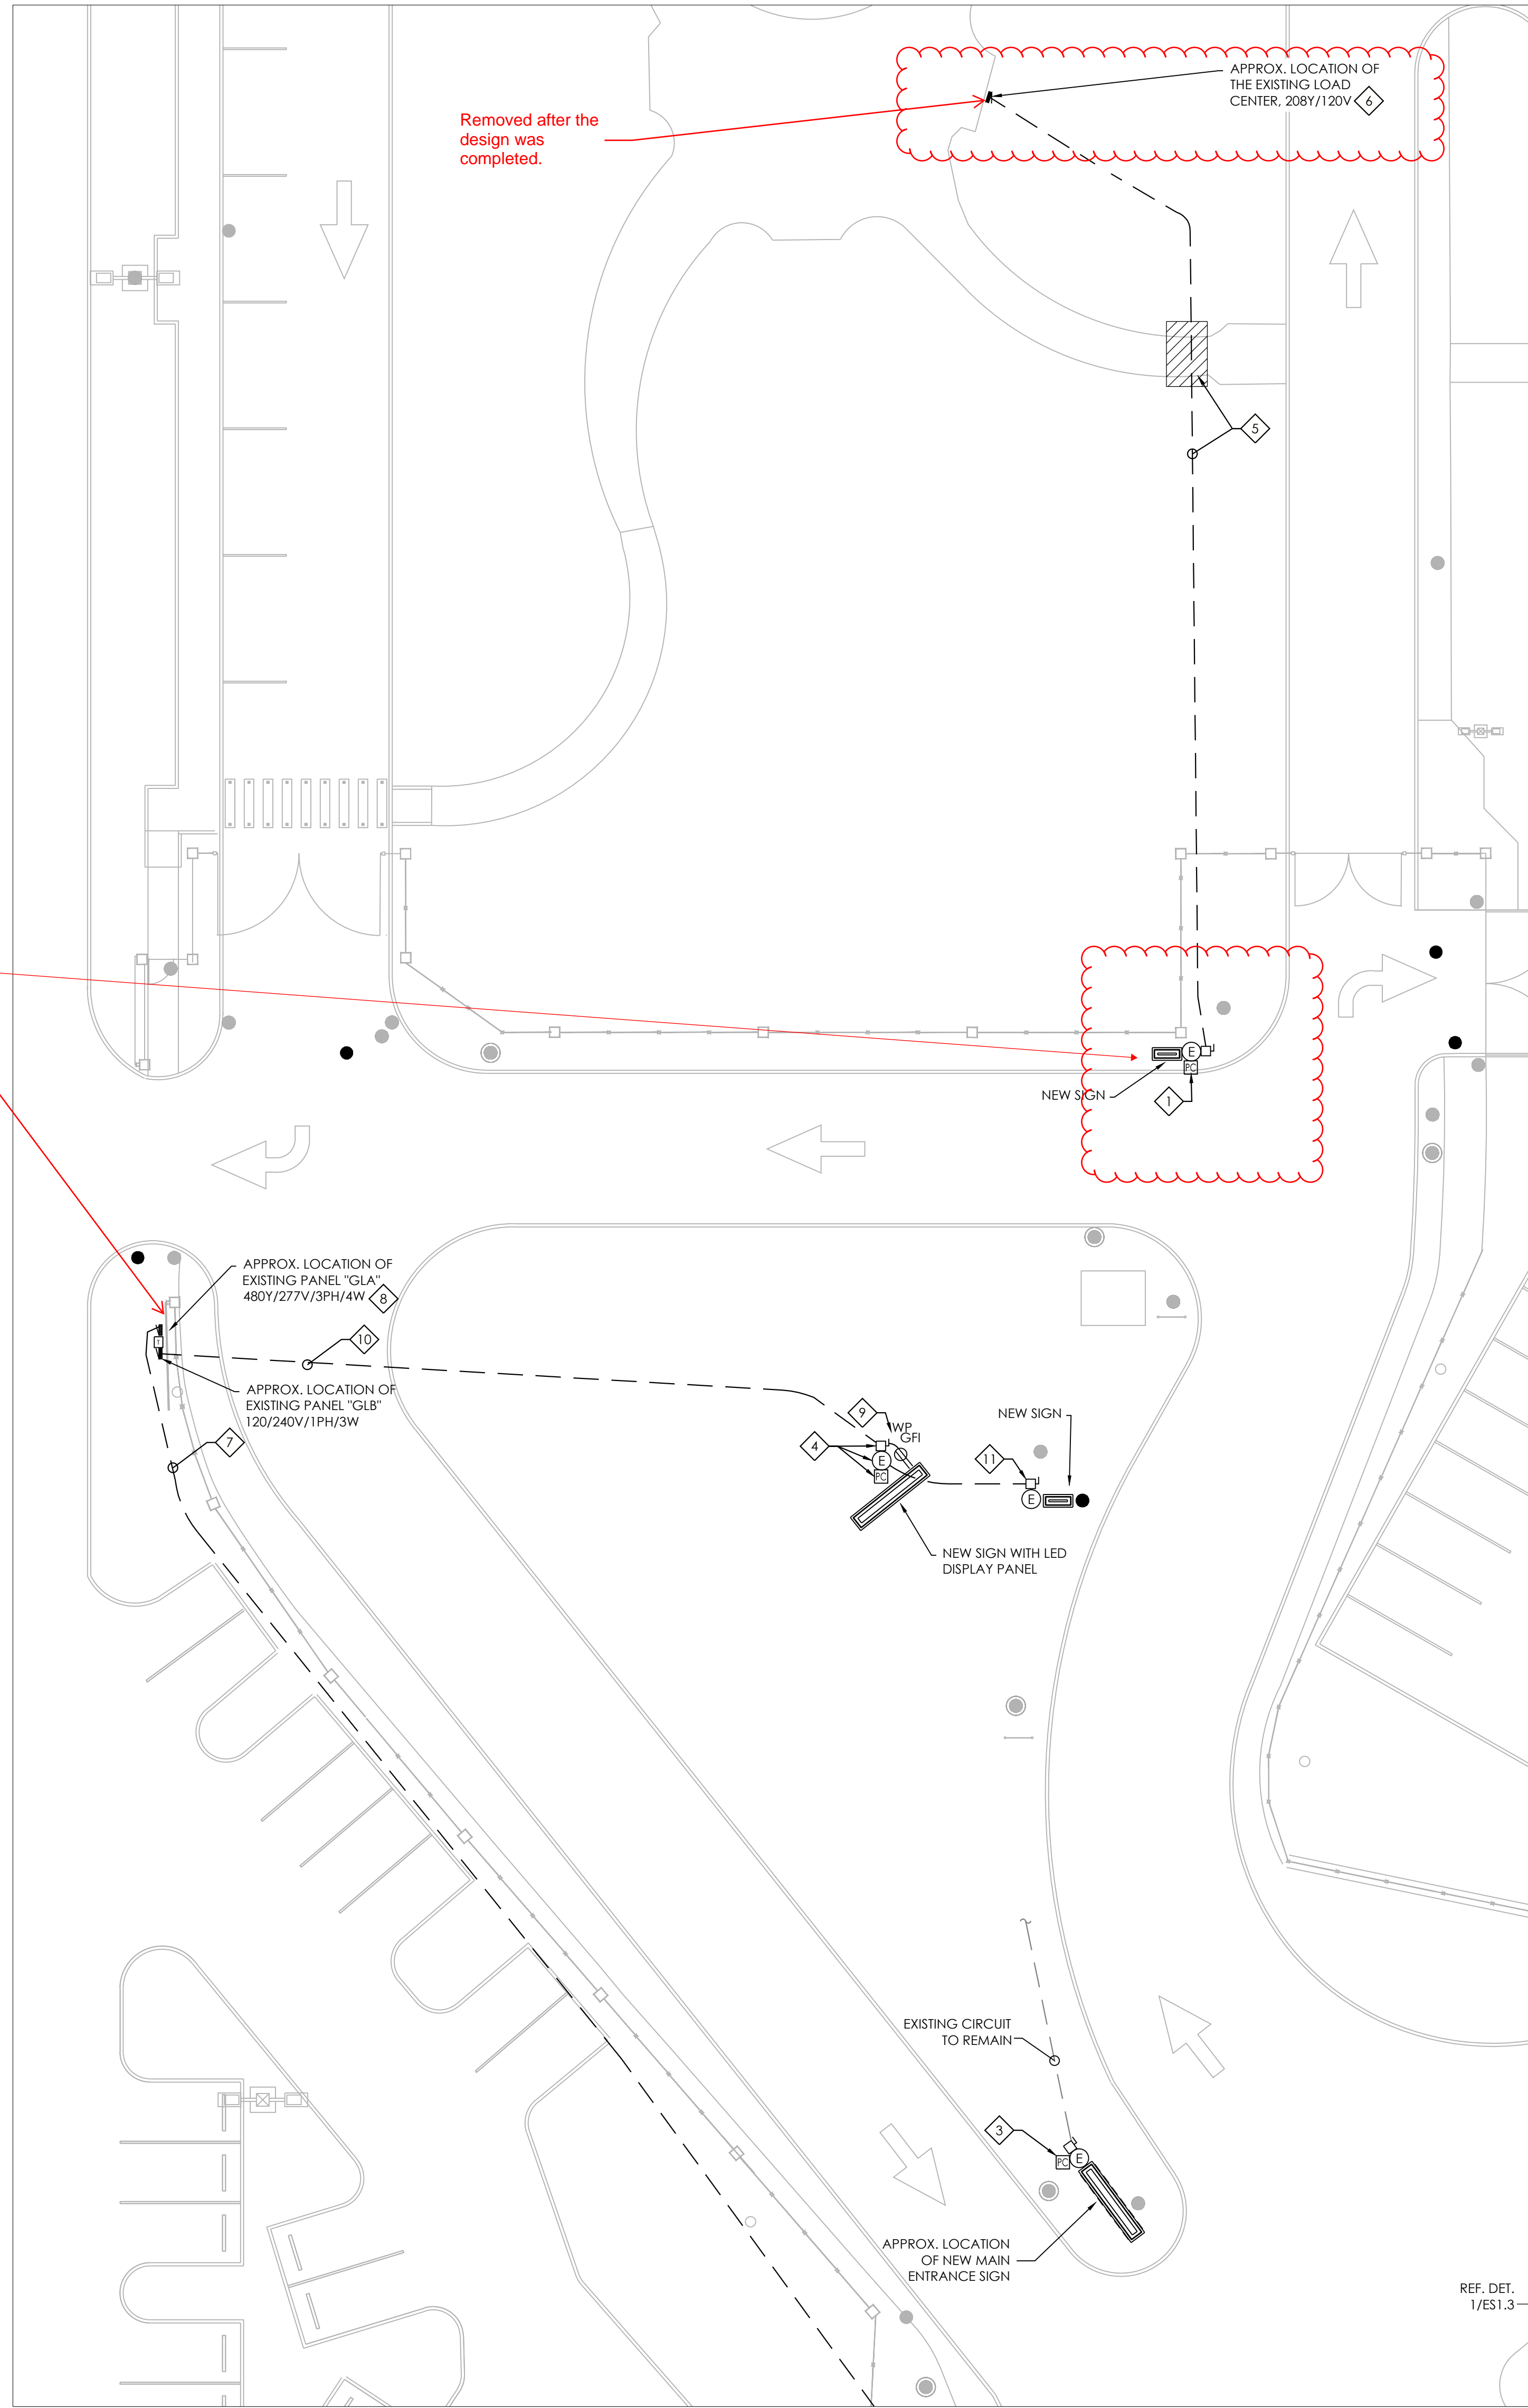 APPROX. LOCATION OF
THE EXISTING LOAD
CENTER, 208Y/120V 6
Removed after the
design was
completed.
5
E
PC
NEW SIGN
1
APPROX. LOCATION OF
EXISTING PANEL "GLA"
480Y/277V/3PH/4W 8
10
T
APPROX. LOCATION OF
EXISTING PANEL "GLB"
120/240V/1PH/3W
7
9
WP
GFI
4
E
PC
NEW SIGN
11
E
NEW SIGN WITH LED
DISPLAY PANEL
EXISTING CIRCUIT
TO REMAIN
3
PC
E
APPROX. LOCATION
OF NEW MAIN
ENTRANCE SIGN
REF. DET.
1/ES1.3